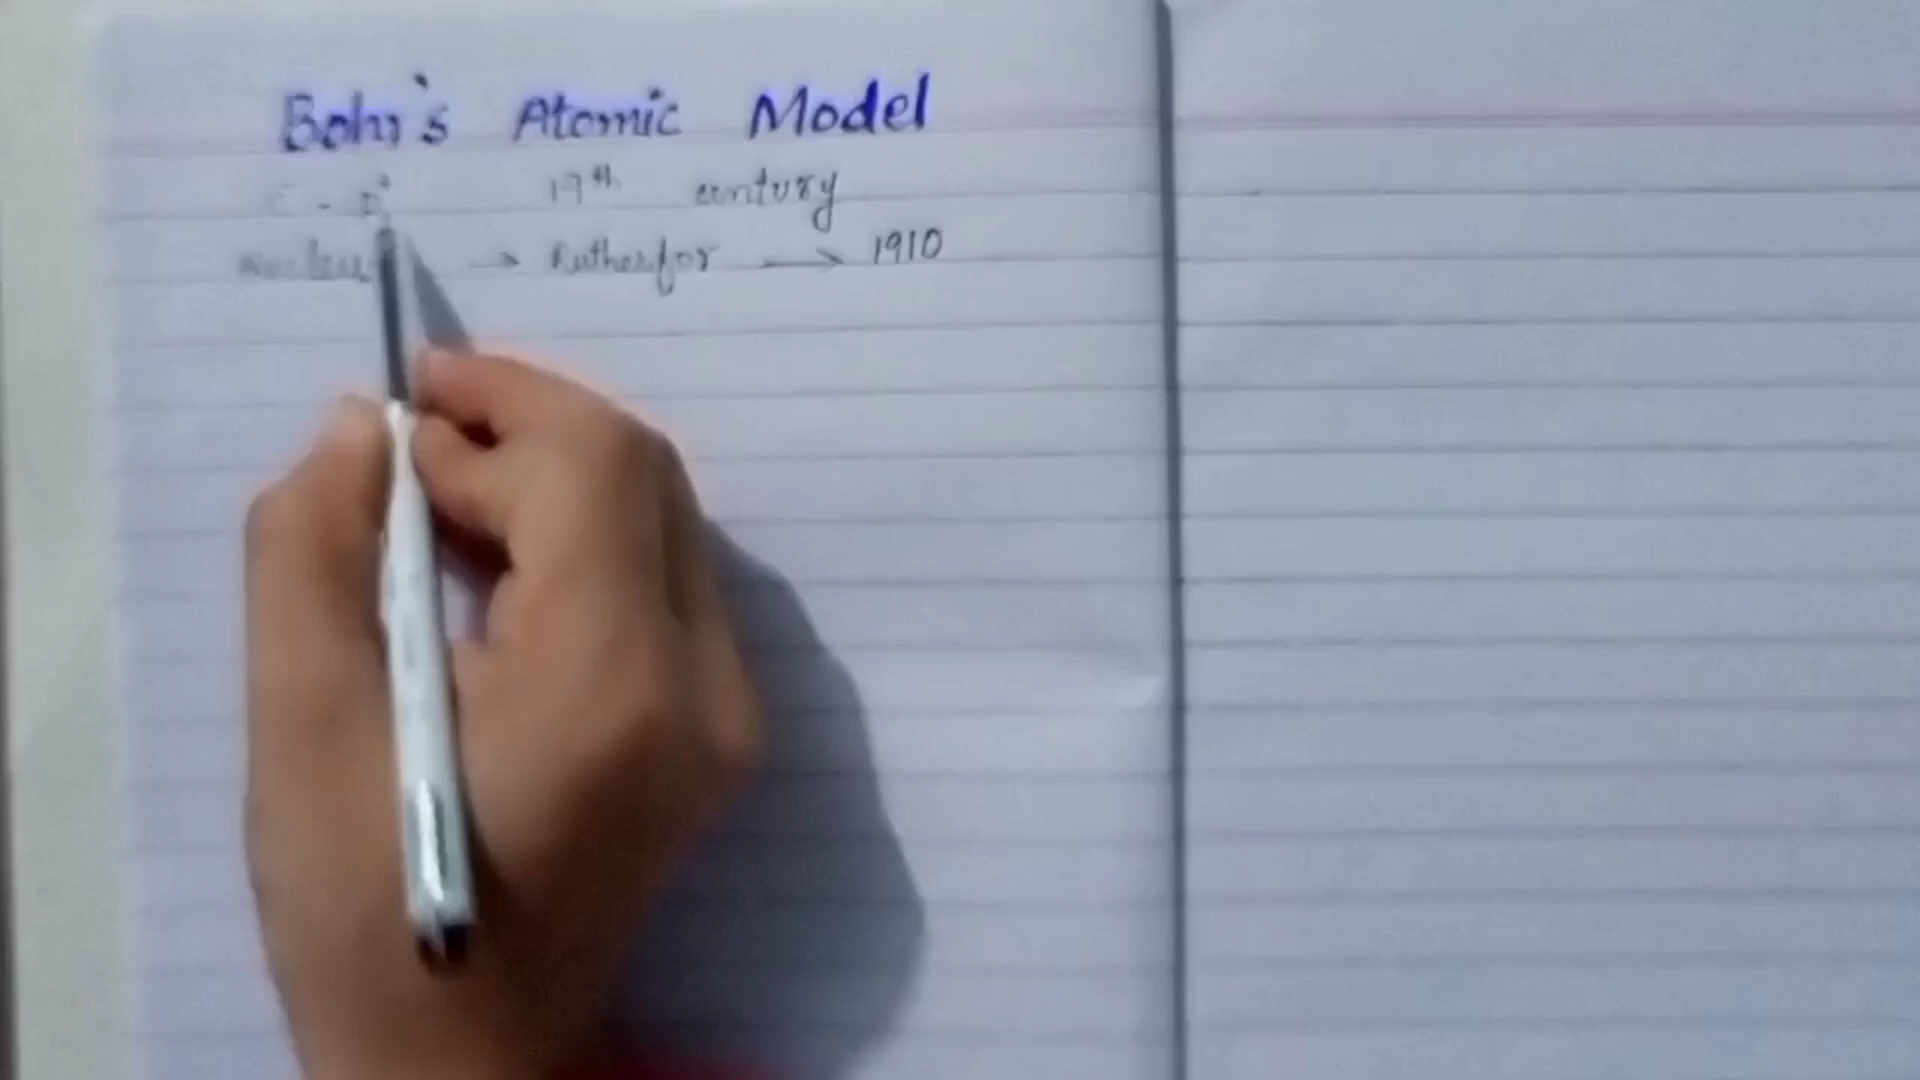 Bohr's Atomic Model
19th century
→ Rutherfor → 1910